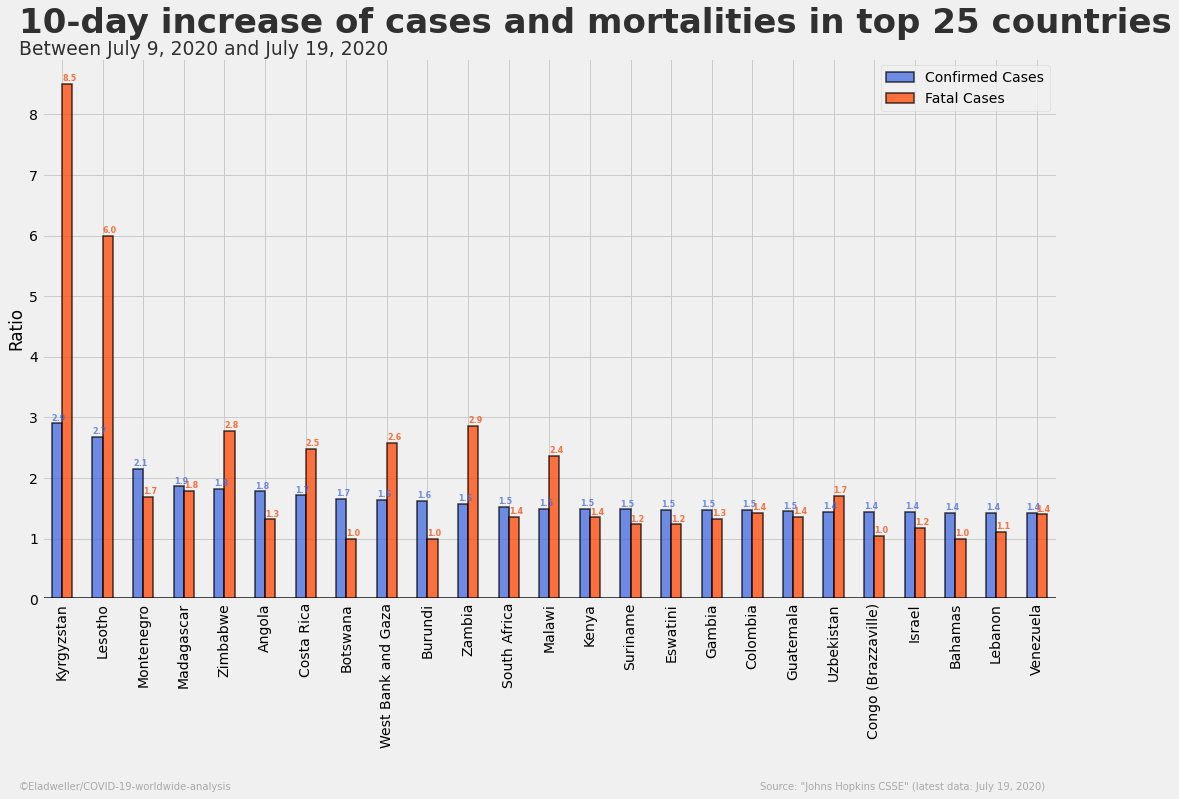 10-day increase of cases and mortalities in top 25 countries
Between July 9, 2020 and July 19, 2020
Confirmed Cases
Fatal Cases
Ratio
8
7
6
5
4
3
2
1
0
8.5
6.0
2.1
1.7
1.9
1.8
2.8
1.8
1.3
2.5
1.7
1.0
2.6
1.6
1.0
2.9
1.5
1.4
2.4
1.5
1.4
1.5
1.2
1.5
1.2
1.5
1.3
1.5
1.4
1.5
1.4
1.7
1.4
1.0
1.4
1.2
1.4
1.0
1.4
1.1
1.4
1.4
Kyrgyzstan
Lesotho
Montenegro
Madagascar
Zimbabwe
Angola
Costa Rica
Botswana
West Bank and Gaza
Burundi
Zambia
South Africa
Malawi
Kenya
Suriname
Eswatini
Gambia
Colombia
Guatemala
Uzbekistan
Congo (Brazzaville)
Israel
Bahamas
Lebanon
Venezuela
©Eladweller/COVID-19-worldwide-analysis
Source: "Johns Hopkins CSSE" (latest data: July 19, 2020)